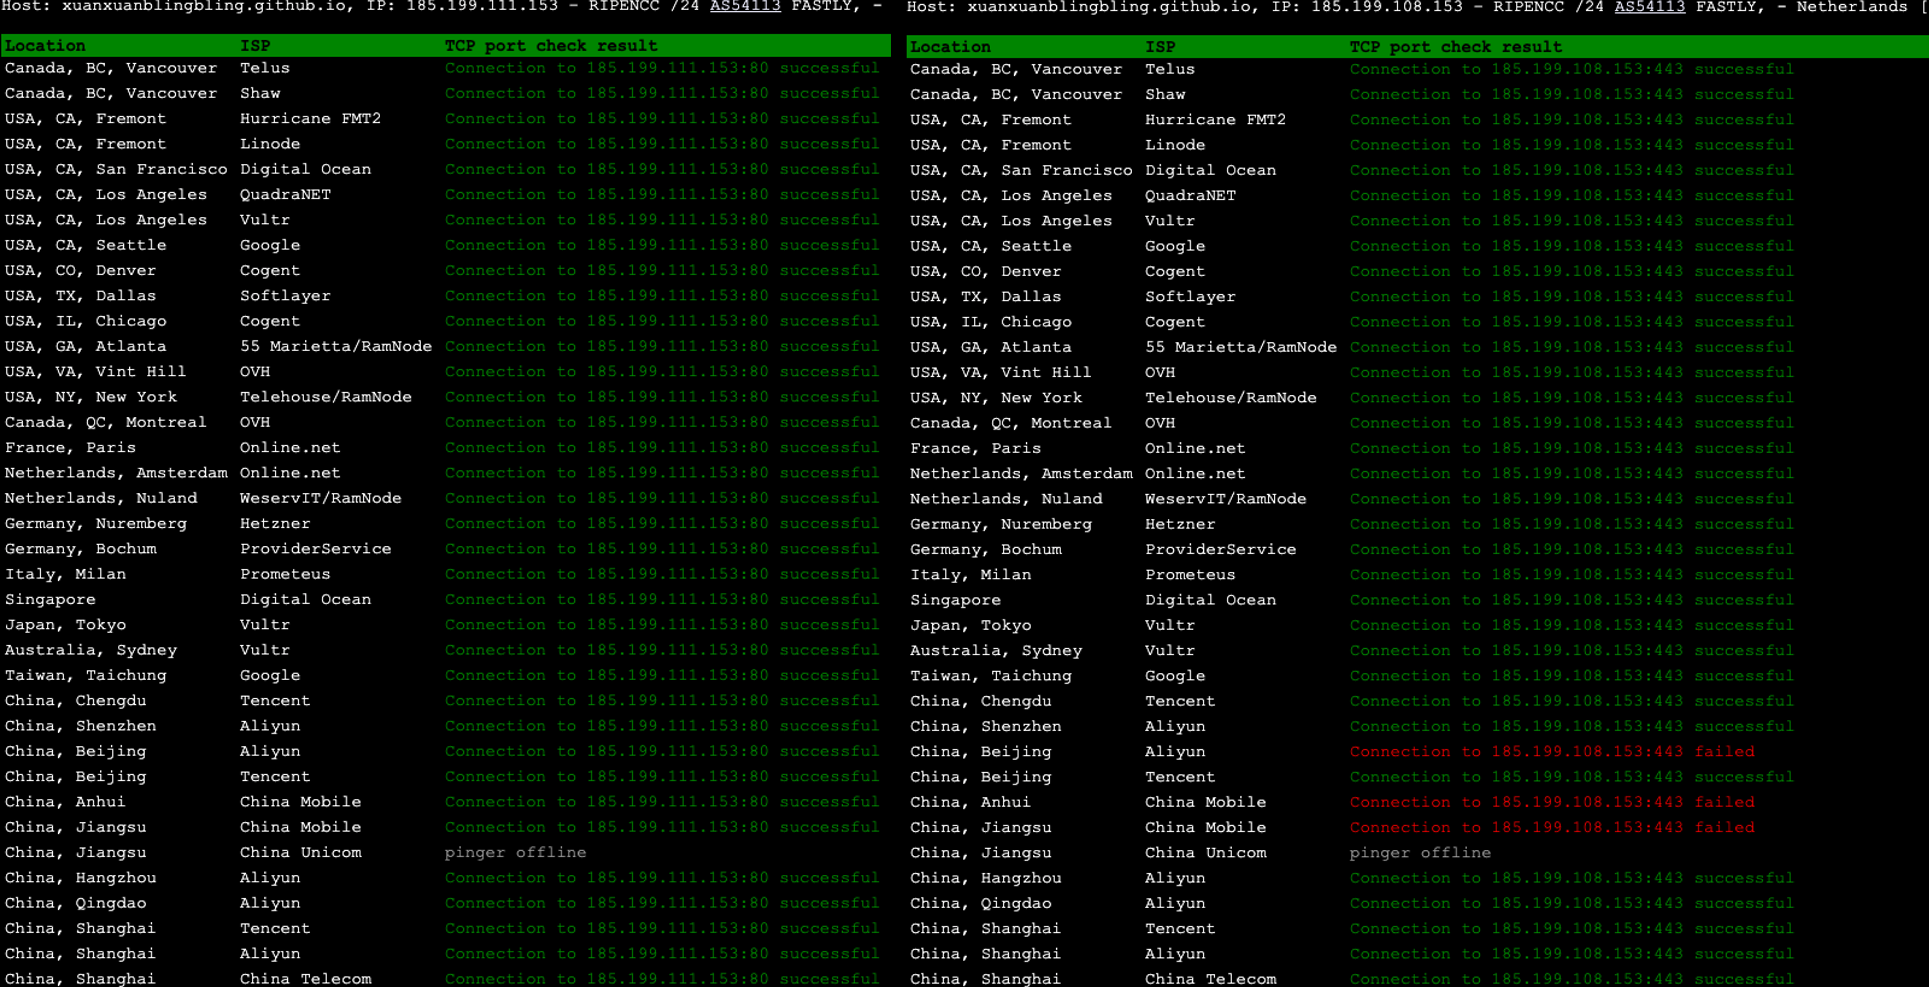 Host: xuanxuanblingbling.github.io, IP: 185.199.111.153 - RIPENCC /24 AS54113 FASTLY, -
Location ISP TCP port check result
Canada, BC, Vancouver Telus Connection to 185.199.111.153:80 successful
Canada, BC, Vancouver Shaw Connection to 185.199.111.153:80 successful
USA, CA, Fremont Hurricane FMT2 Connection to 185.199.111.153:80 successful
USA, CA, Fremont Linode Connection to 185.199.111.153:80 successful
USA, CA, San Francisco Digital Ocean Connection to 185.199.111.153:80 successful
USA, CA, Los Angeles QuadraNET Connection to 185.199.111.153:80 successful
USA, CA, Los Angeles Vultr Connection to 185.199.111.153:80 successful
USA, CA, Seattle Google Connection to 185.199.111.153:80 successful
USA, CO, Denver Cogent Connection to 185.199.111.153:80 successful
USA, TX, Dallas Softlayer Connection to 185.199.111.153:80 successful
USA, IL, Chicago Cogent Connection to 185.199.111.153:80 successful
USA, GA, Atlanta 55 Marietta/RamNode Connection to 185.199.111.153:80 successful
USA, VA, Vint Hill OVH Connection to 185.199.111.153:80 successful
USA, NY, New York Telehouse/RamNode Connection to 185.199.111.153:80 successful
Canada, QC, Montreal OVH Connection to 185.199.111.153:80 successful
France, Paris Online.net Connection to 185.199.111.153:80 successful
Netherlands, Amsterdam Online.net Connection to 185.199.111.153:80 successful
Netherlands, Nuland WeservIT/RamNode Connection to 185.199.111.153:80 successful
Germany, Nuremberg Hetzner Connection to 185.199.111.153:80 successful
Germany, Bochum ProviderService Connection to 185.199.111.153:80 successful
Italy, Milan Prometeus Connection to 185.199.111.153:80 successful
Singapore Digital Ocean Connection to 185.199.111.153:80 successful
Japan, Tokyo Vultr Connection to 185.199.111.153:80 successful
Australia, Sydney Vultr Connection to 185.199.111.153:80 successful
Taiwan, Taichung Google Connection to 185.199.111.153:80 successful
China, Chengdu Tencent Connection to 185.199.111.153:80 successful
China, Shenzhen Aliyun Connection to 185.199.111.153:80 successful
China, Beijing Aliyun Connection to 185.199.111.153:80 successful
China, Beijing Tencent Connection to 185.199.111.153:80 successful
China, Anhui China Mobile Connection to 185.199.111.153:80 successful
China, Jiangsu China Mobile Connection to 185.199.111.153:80 successful
China, Jiangsu China Unicom pinger offline
China, Hangzhou Aliyun Connection to 185.199.111.153:80 successful
China, Qingdao Aliyun Connection to 185.199.111.153:80 successful
China, Shanghai Tencent Connection to 185.199.111.153:80 successful
China, Shanghai Aliyun Connection to 185.199.111.153:80 successful
China, Shanghai China Telecom Connection to 185.199.111.153:80 successful
Host: xuanxuanblingbling.github.io, IP: 185.199.108.153 - RIPENCC /24 AS54113 FASTLY, - Netherlands [
Location ISP TCP port check result
Canada, BC, Vancouver Telus Connection to 185.199.108.153:443 successful
Canada, BC, Vancouver Shaw Connection to 185.199.108.153:443 successful
USA, CA, Fremont Hurricane FMT2 Connection to 185.199.108.153:443 successful
USA, CA, Fremont Linode Connection to 185.199.108.153:443 successful
USA, CA, San Francisco Digital Ocean Connection to 185.199.108.153:443 successful
USA, CA, Los Angeles QuadraNET Connection to 185.199.108.153:443 successful
USA, CA, Los Angeles Vultr Connection to 185.199.108.153:443 successful
USA, CA, Seattle Google Connection to 185.199.108.153:443 successful
USA, CO, Denver Cogent Connection to 185.199.108.153:443 successful
USA, TX, Dallas Softlayer Connection to 185.199.108.153:443 successful
USA, IL, Chicago Cogent Connection to 185.199.108.153:443 successful
USA, GA, Atlanta 55 Marietta/RamNode Connection to 185.199.108.153:443 successful
USA, VA, Vint Hill OVH Connection to 185.199.108.153:443 successful
USA, NY, New York Telehouse/RamNode Connection to 185.199.108.153:443 successful
Canada, QC, Montreal OVH Connection to 185.199.108.153:443 successful
France, Paris Online.net Connection to 185.199.108.153:443 successful
Netherlands, Amsterdam Online.net Connection to 185.199.108.153:443 successful
Netherlands, Nuland WeservIT/RamNode Connection to 185.199.108.153:443 successful
Germany, Nuremberg Hetzner Connection to 185.199.108.153:443 successful
Germany, Bochum ProviderService Connection to 185.199.108.153:443 successful
Italy, Milan Prometeus Connection to 185.199.108.153:443 successful
Singapore Digital Ocean Connection to 185.199.108.153:443 successful
Japan, Tokyo Vultr Connection to 185.199.108.153:443 successful
Australia, Sydney Vultr Connection to 185.199.108.153:443 successful
Taiwan, Taichung Google Connection to 185.199.108.153:443 successful
China, Chengdu Tencent Connection to 185.199.108.153:443 successful
China, Shenzhen Aliyun Connection to 185.199.108.153:443 successful
China, Beijing Aliyun Connection to 185.199.108.153:443 failed
China, Beijing Tencent Connection to 185.199.108.153:443 successful
China, Anhui China Mobile Connection to 185.199.108.153:443 failed
China, Jiangsu China Mobile Connection to 185.199.108.153:443 failed
China, Jiangsu China Unicom pinger offline
China, Hangzhou Aliyun Connection to 185.199.108.153:443 successful
China, Qingdao Aliyun Connection to 185.199.108.153:443 successful
China, Shanghai Tencent Connection to 185.199.108.153:443 successful
China, Shanghai Aliyun Connection to 185.199.108.153:443 successful
China, Shanghai China Telecom Connection to 185.199.108.153:443 successful